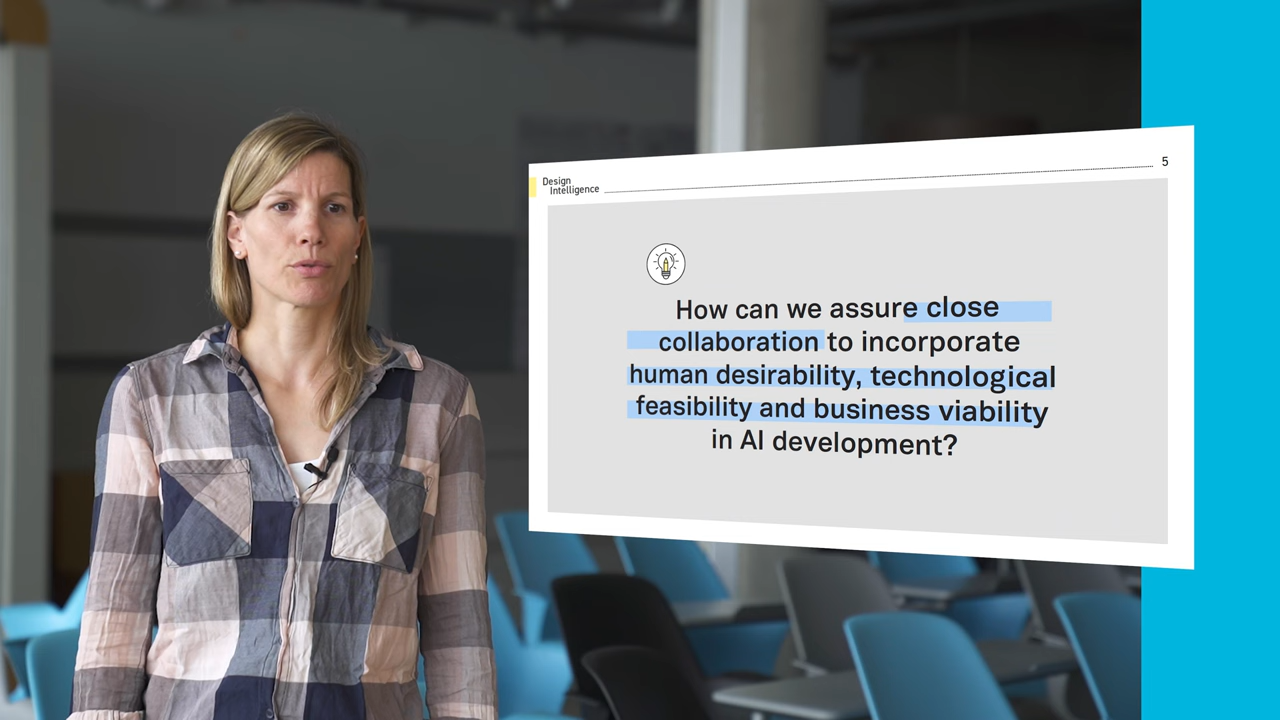 Design
Intelligence
5
How can we assure close
collaboration to incorporate
human desirability, technological
feasibility and business viability
in AI development?